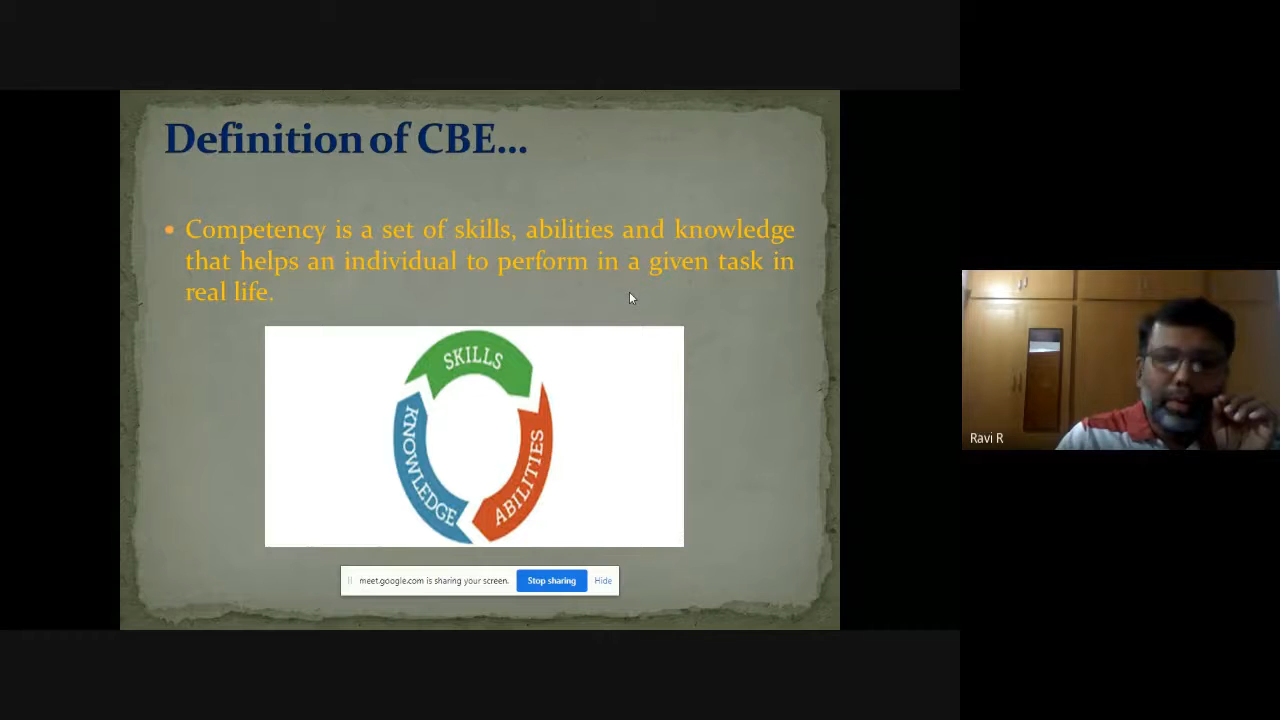 Definition of CBE...
• Competency is a set of skills, abilities and knowledge
that helps an individual to perform in a given task in
real life.
SKILLS
KNOWLEDGE
ABILITIES
meet.google.com is sharing your screen. Stop sharing Hide
Ravi R